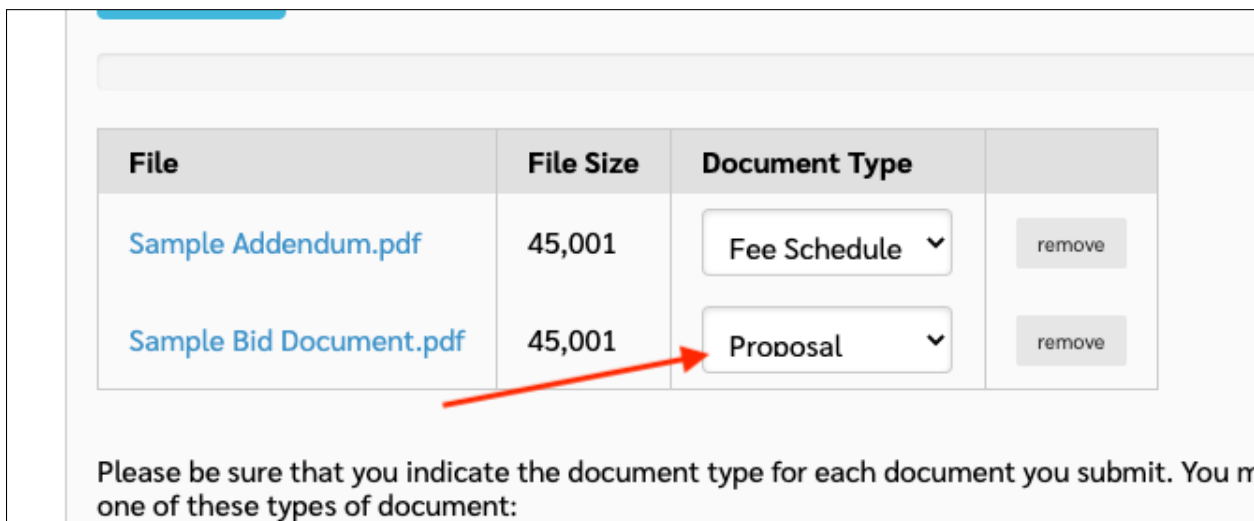 File File Size Document Type
Sample Addendum.pdf 45,001 Fee Schedule remove
Sample Bid Document.pdf 45,001 Proposal remove
Please be sure that you indicate the document type for each document you submit. You
one of these types of document: